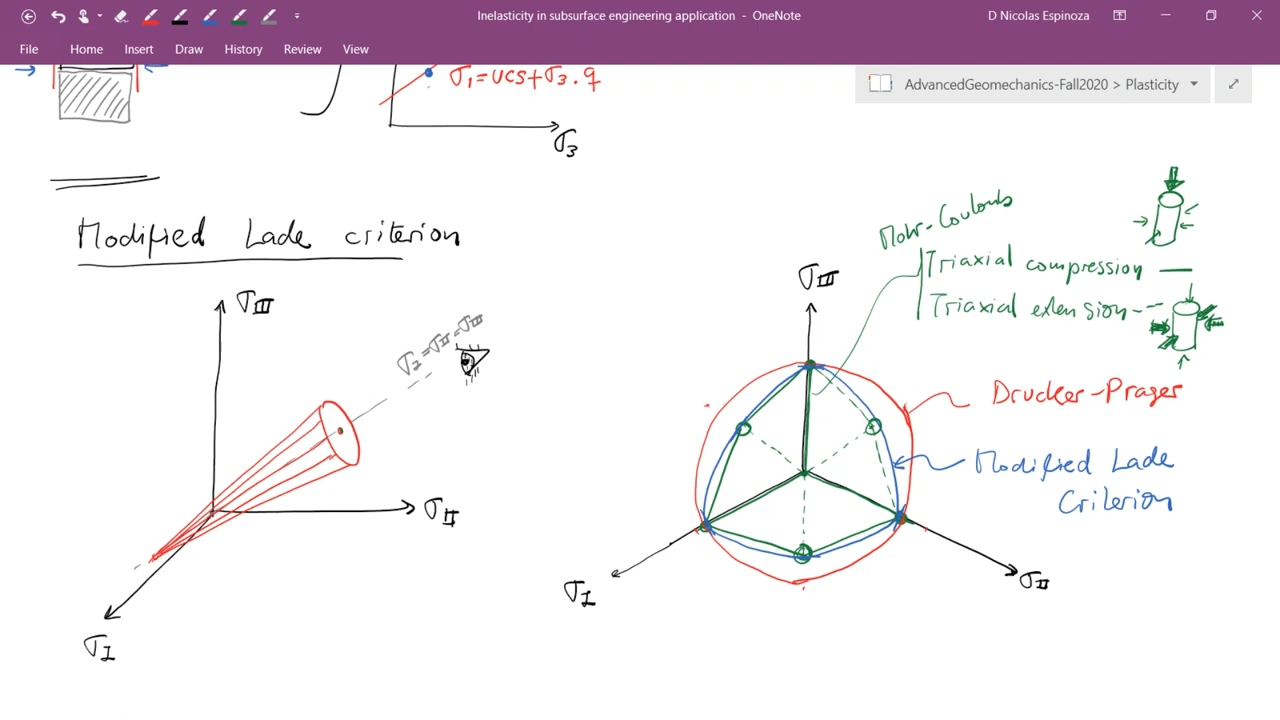 Inelasticity in subsurface engineering application - OneNote
D Nicolas Espinoza
File Home Insert Draw History Review View
AdvancedGeomechanics-Fall2020 > Plasticity
σ1 = UCS + σ3 · q
σ3
Modified Lade criterion
σIII
σI = σII = σIII
σII
σI
Mohr-Coulomb
Triaxial compression
Triaxial extension
σIII
Drucker-Prager
Modified Lade
Criterion
σI
σII